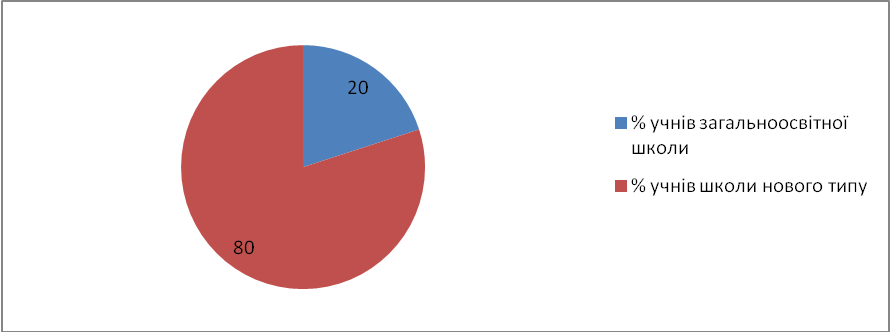 20
80
% учнів загальноосвітної
школи
% учнів школи нового типу